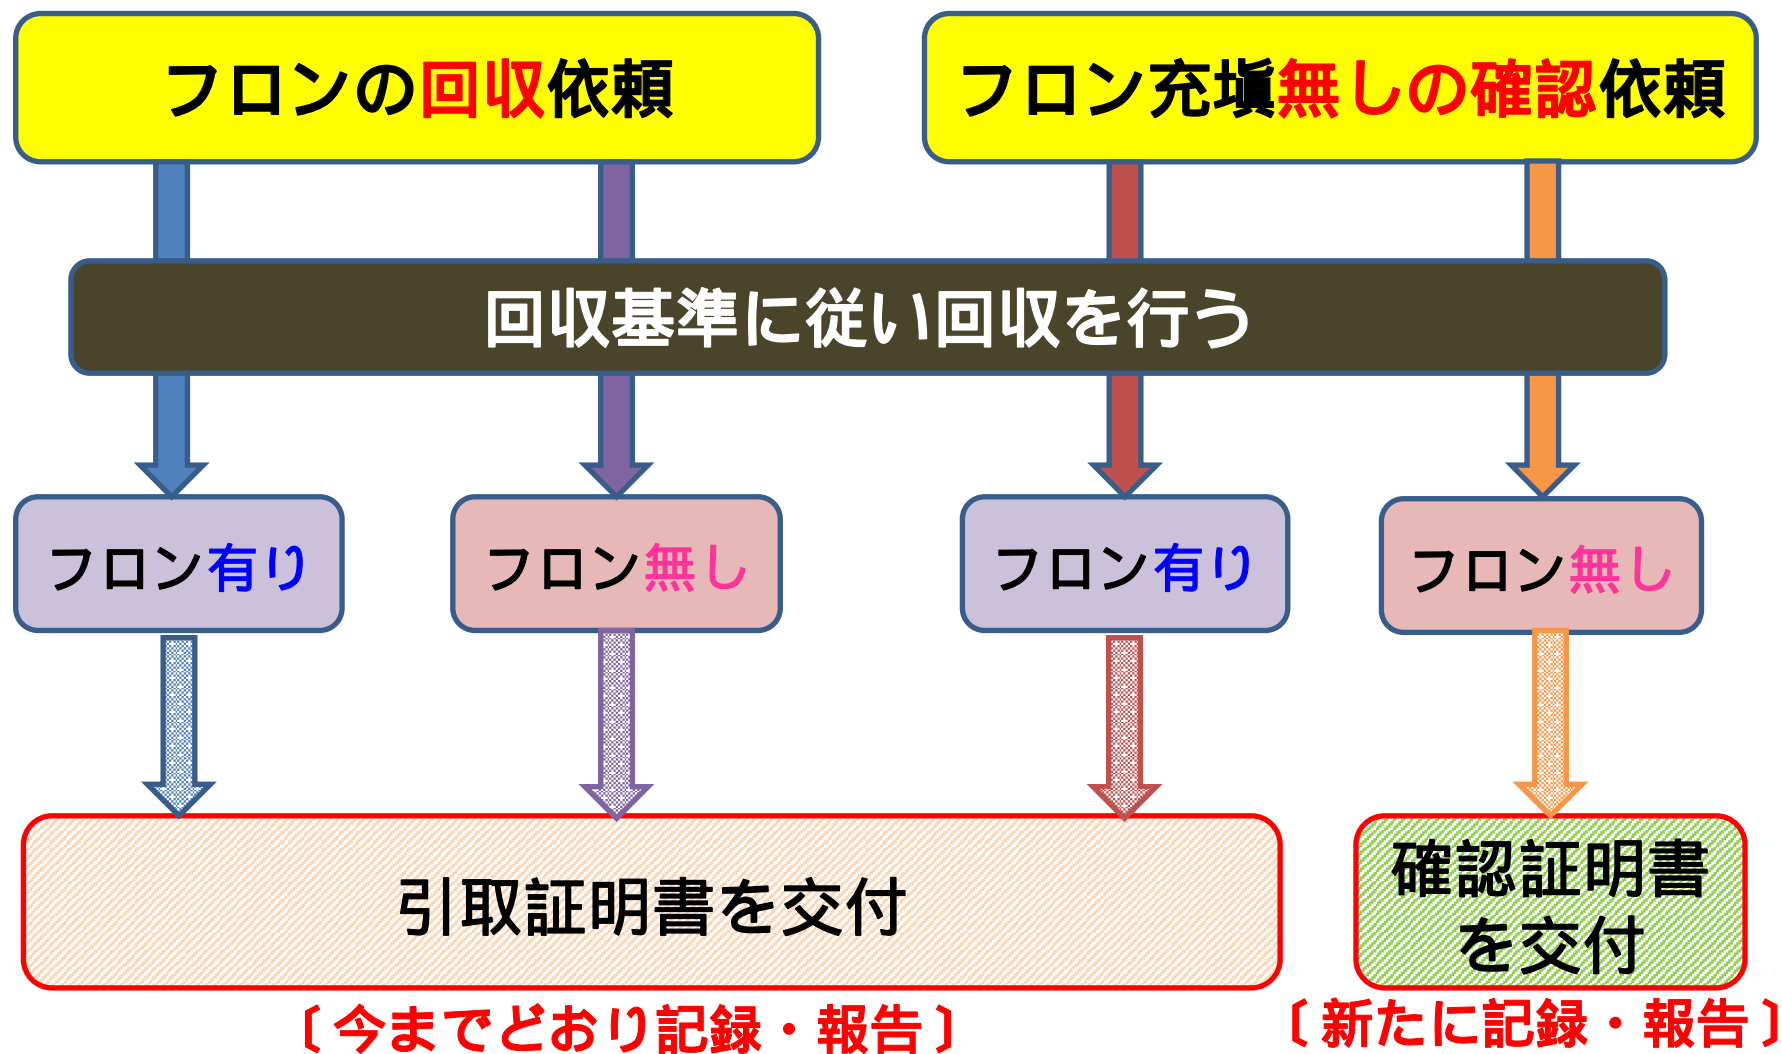 フロンの回収依頼
フロン充塡無しの確認依頼
回収基準に従い回収を行う
フロン有り
フロン無し
フロン有り
フロン無し
引取証明書を交付
確認証明書
を交付
〔今までどおり記録・報告〕
〔新たに記録・報告〕